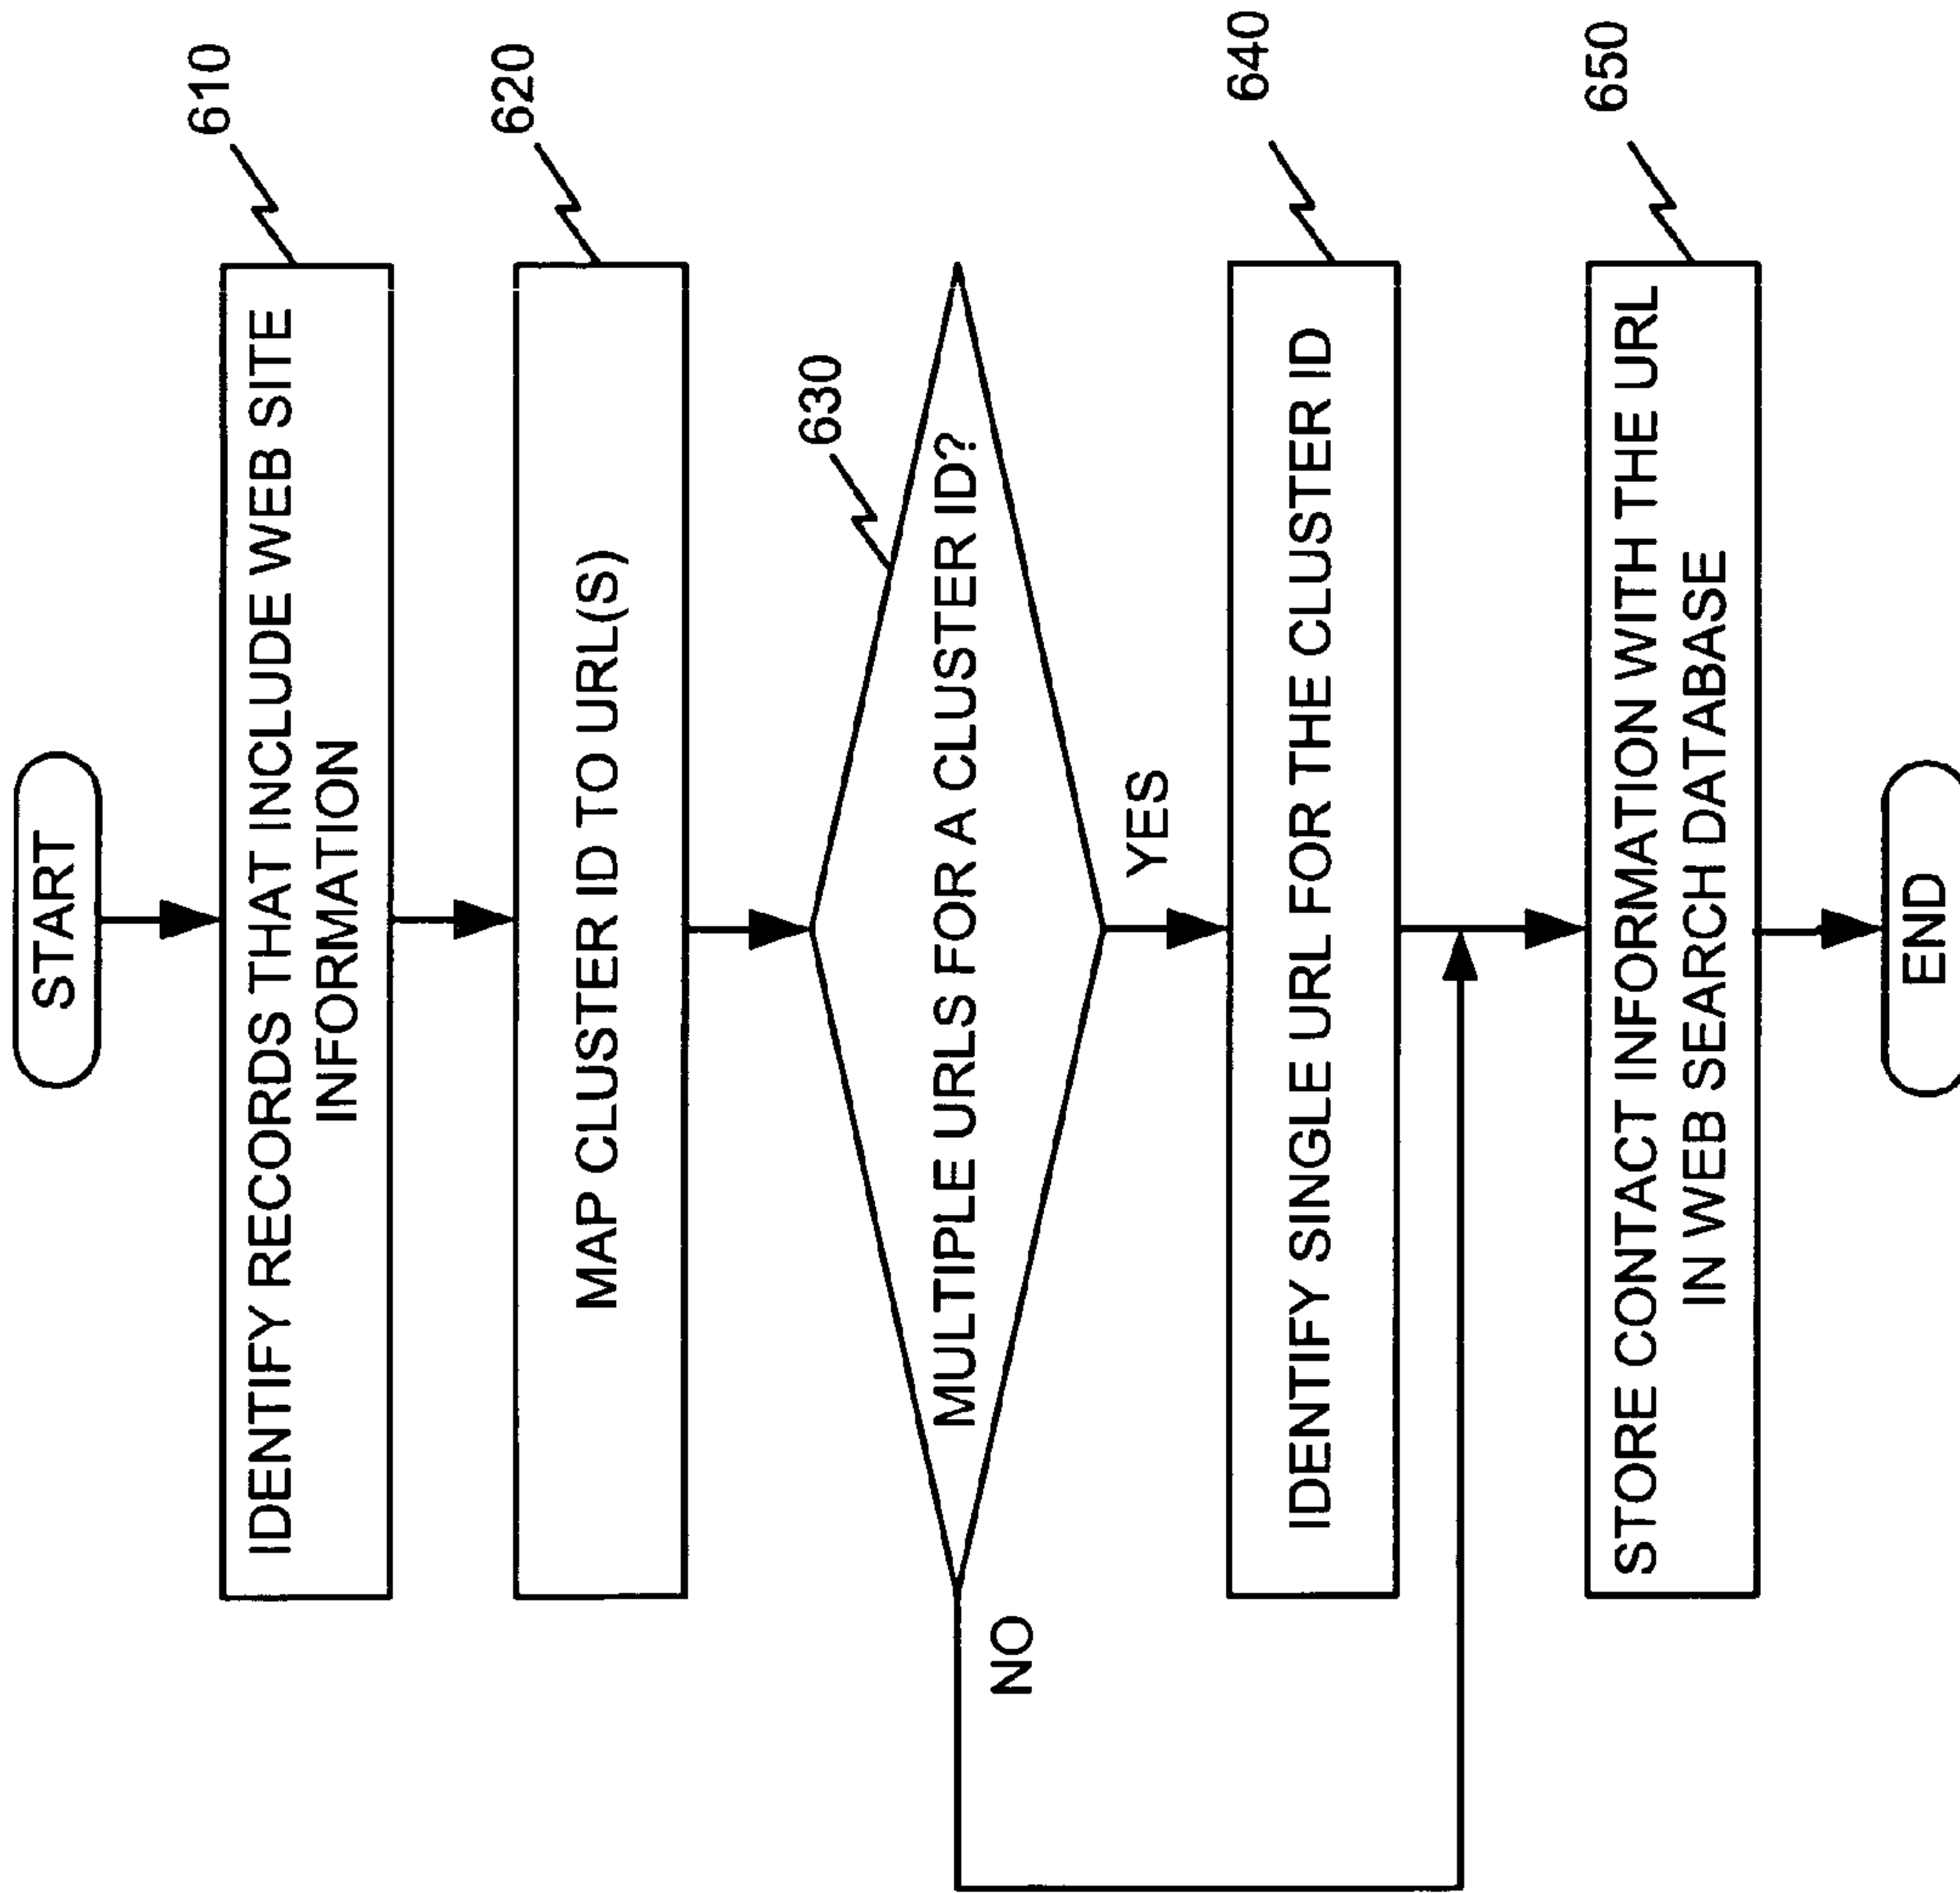 START
610
IDENTIFY RECORDS THAT INCLUDE WEB SITE
INFORMATION
620
MAP CLUSTER ID TO URL(S)
630
MULTIPLE URLS FOR A CLUSTER ID?
NO
YES
640
IDENTIFY SINGLE URL FOR THE CLUSTER ID
650
STORE CONTACT INFORMATION WITH THE URL
IN WEB SEARCH DATABASE
END